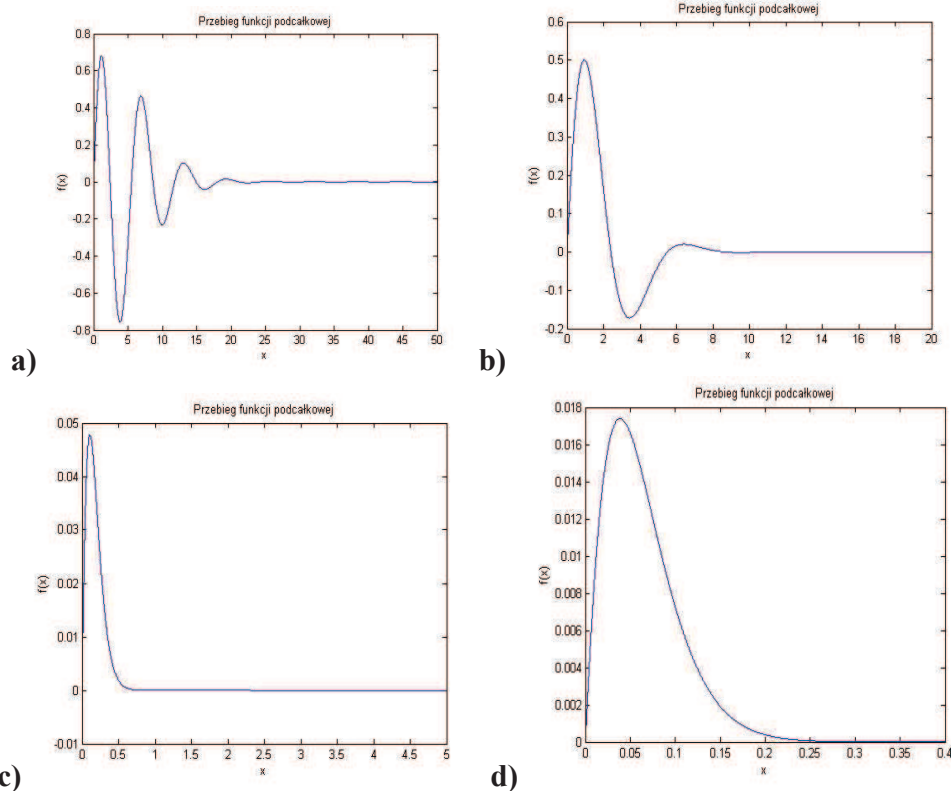 Przebieg funkcji podcałkowej
0.8
0.6
0.4
0.2
0
-0.2
-0.4
-0.6
-0.8
f(x)
0 5 10 15 20 25 30 35 40 45 50
x
a)
Przebieg funkcji podcałkowej
0.6
0.5
0.4
0.3
0.2
0.1
0
-0.1
-0.2
f(x)
0 2 4 6 8 10 12 14 16 18 20
x
b)
Przebieg funkcji podcałkowej
0.05
0.04
0.03
0.02
0.01
0
-0.01
f(x)
0 0.5 1 1.5 2 2.5 3 3.5 4 4.5 5
x
c)
Przebieg funkcji podcałkowej
0.018
0.016
0.014
0.012
0.01
0.008
0.006
0.004
0.002
0
f(x)
0 0.05 0.1 0.15 0.2 0.25 0.3 0.35 0.4
x
d)